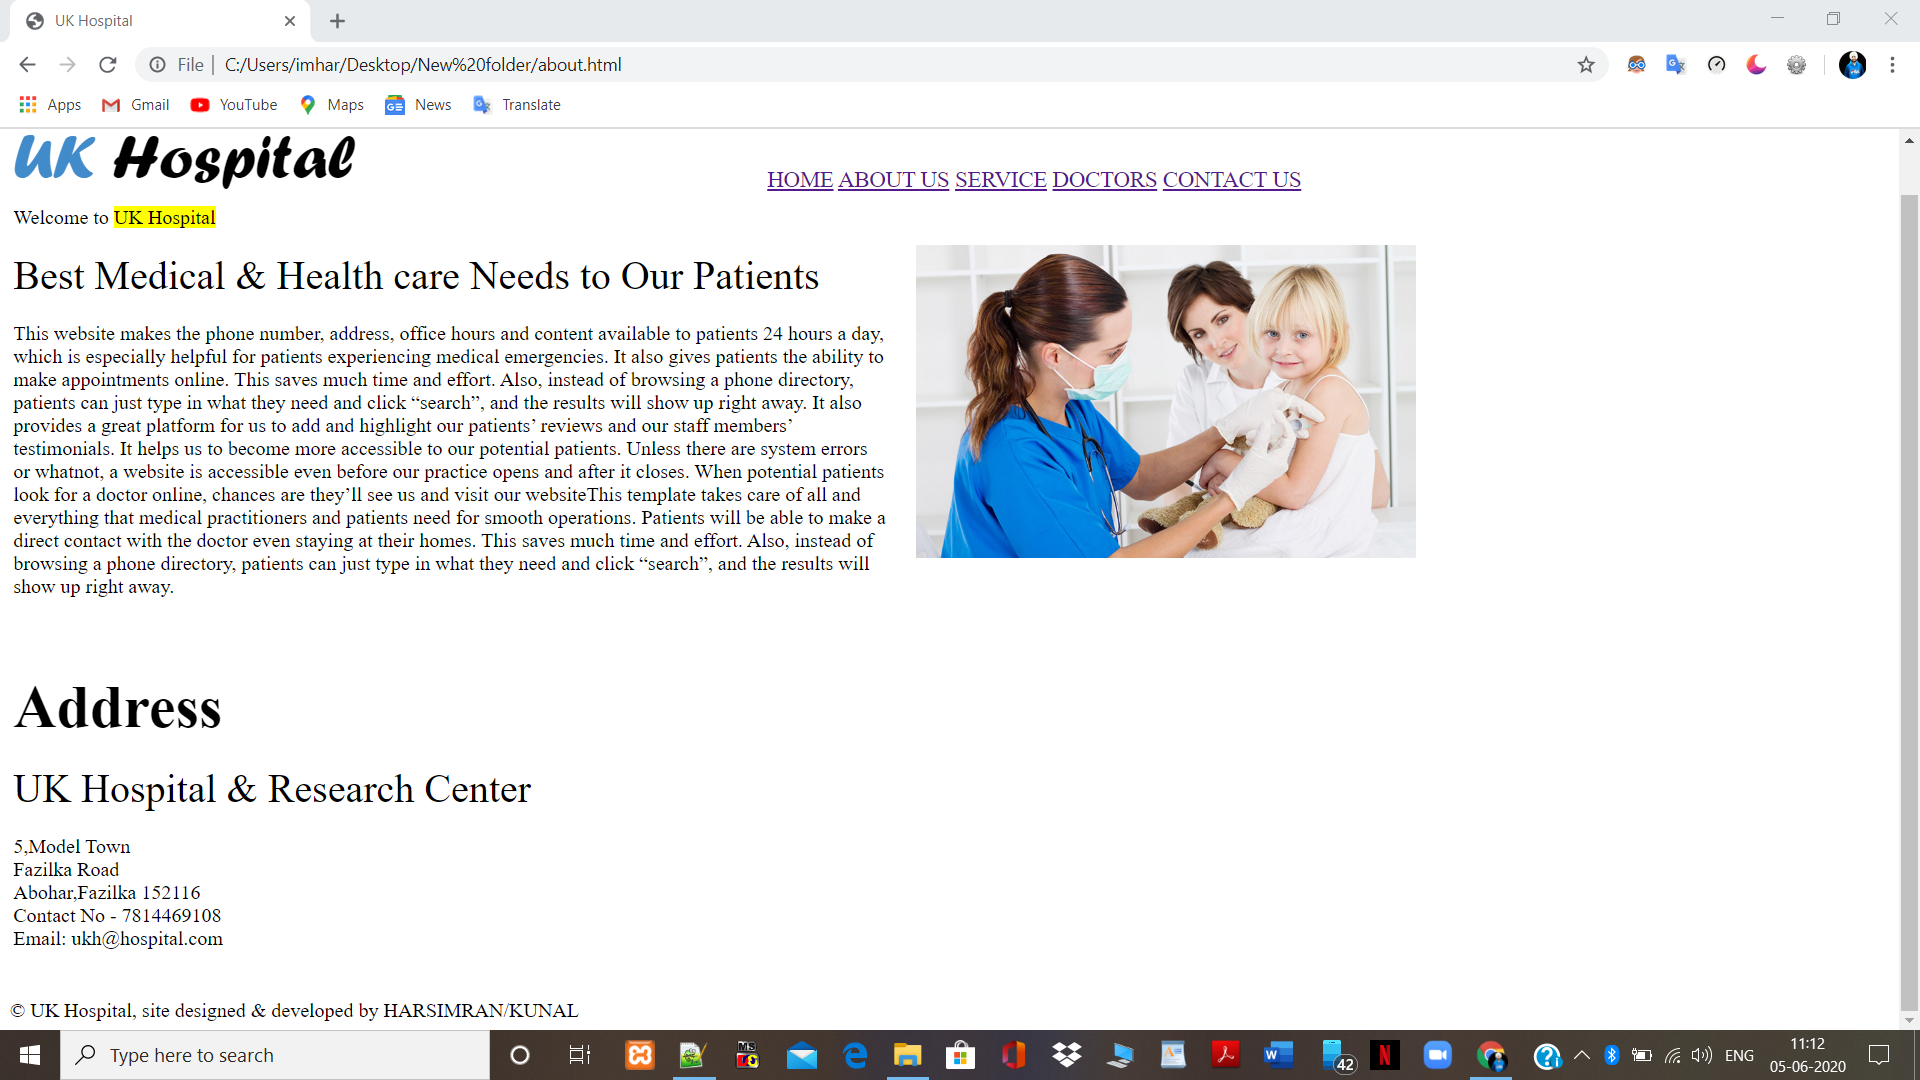 UK Hospital
File | C:/Users/imhar/Desktop/New%20folder/about.html
Apps Gmail YouTube Maps News Translate
UK Hospital
HOME ABOUT US SERVICE DOCTORS CONTACT US
Welcome to UK Hospital
Best Medical & Health care Needs to Our Patients
This website makes the phone number, address, office hours and content available to patients 24 hours a day,
which is especially helpful for patients experiencing medical emergencies. It also gives patients the ability to
make appointments online. This saves much time and effort. Also, instead of browsing a phone directory,
patients can just type in what they need and click “search”, and the results will show up right away. It also
provides a great platform for us to add and highlight our patients’ reviews and our staff members’
testimonials. It helps us to become more accessible to our potential patients. Unless there are system errors
or whatnot, a website is accessible even before our practice opens and after it closes. When potential patients
look for a doctor online, chances are they’ll see us and visit our websiteThis template takes care of all and
everything that medical practitioners and patients need for smooth operations. Patients will be able to make a
direct contact with the doctor even staying at their homes. This saves much time and effort. Also, instead of
browsing a phone directory, patients can just type in what they need and click “search”, and the results will
show up right away.
Address
UK Hospital & Research Center
5,Model Town
Fazilka Road
Abohar,Fazilka 152116
Contact No - 7814469108
Email: ukh@hospital.com
© UK Hospital, site designed & developed by HARSIMRAN/KUNAL
Type here to search
42
ENG
11:12
05-06-2020